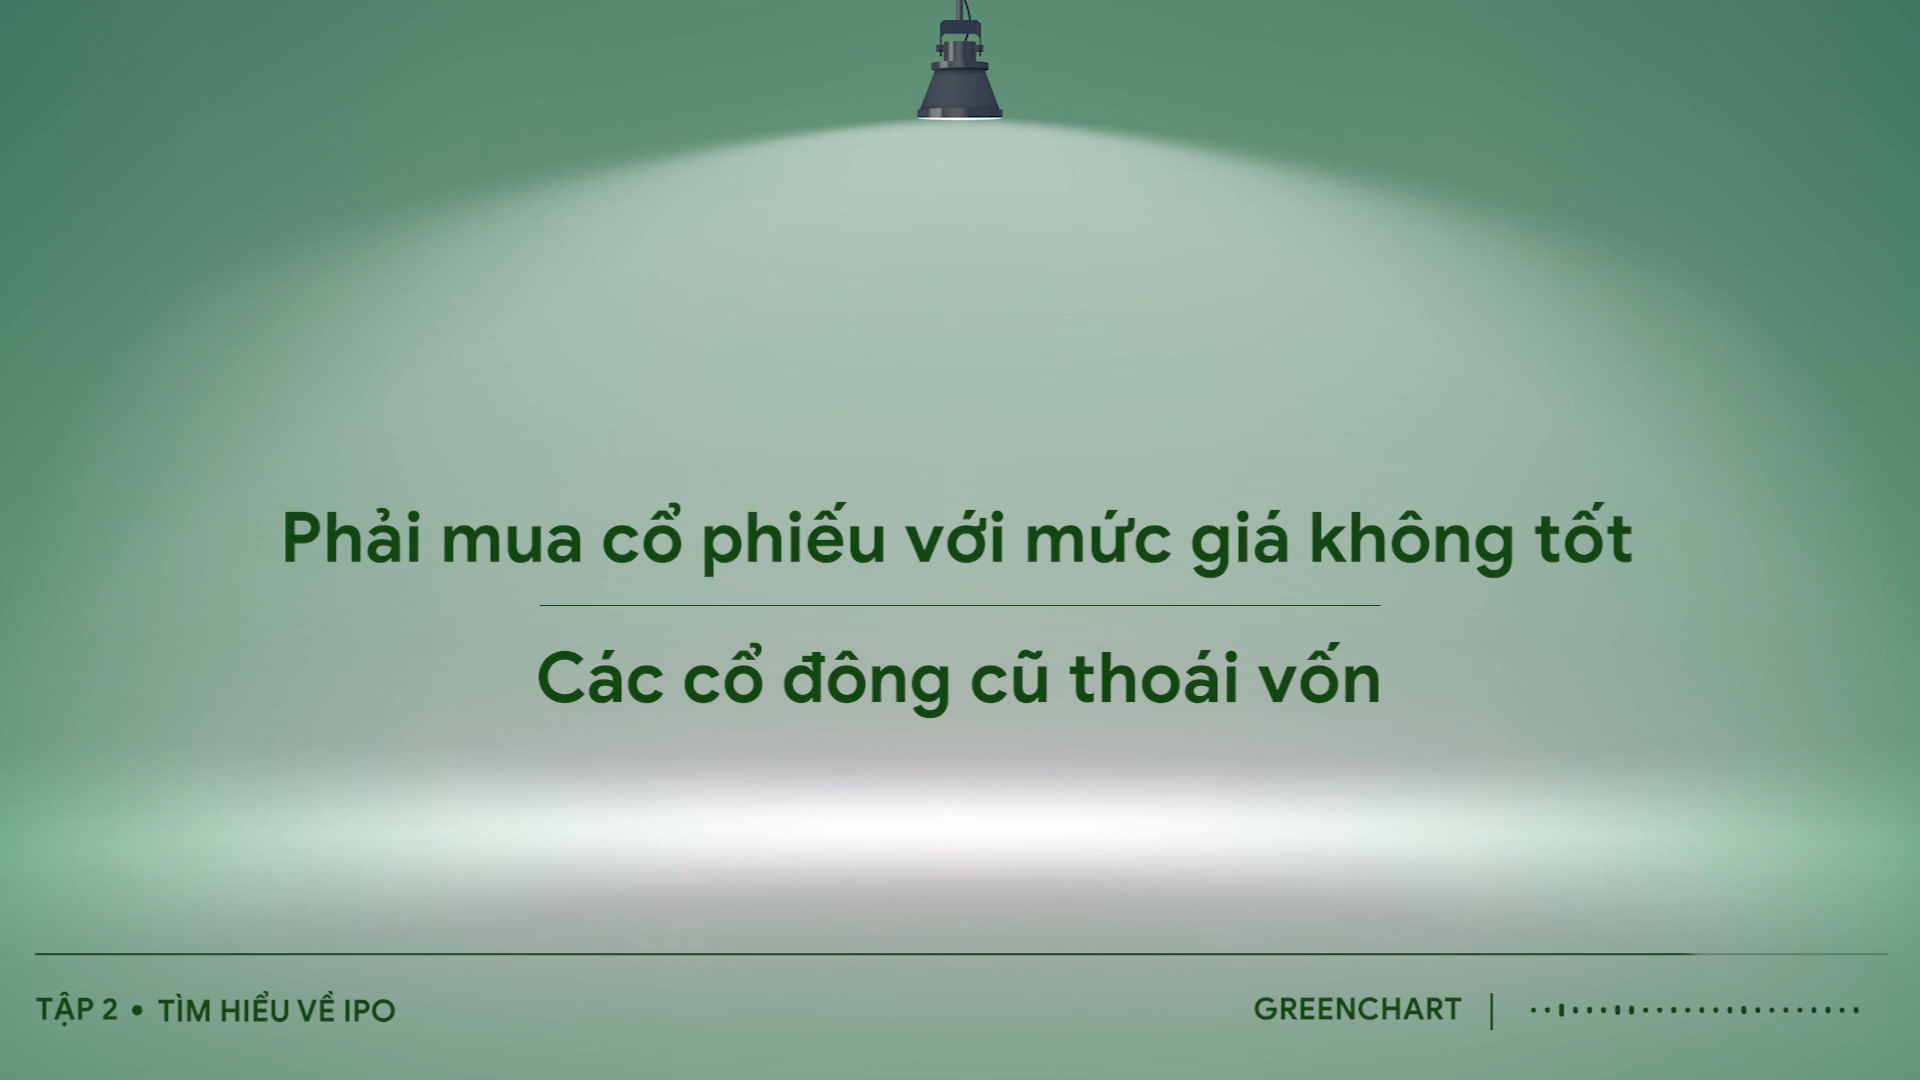 Phải mua cổ phiếu với mức giá không tốt
Các cổ đông cũ thoái vốn
TẬP 2 • TÌM HIỂU VỀ IPO
GREENCHART